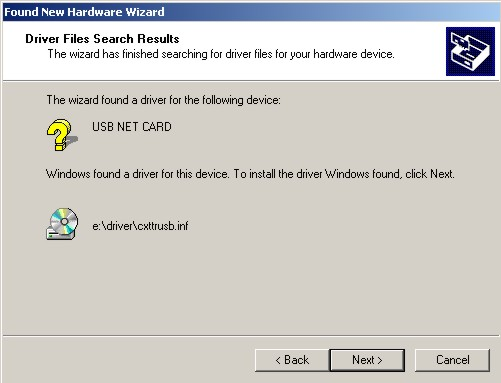 Found New Hardware Wizard
Driver Files Search Results
The wizard has finished searching for driver files for your hardware device.
The wizard found a driver for the following device:
USB NET CARD
Windows found a driver for this device. To install the driver Windows found, click Next.
e:\driver\cxttrusb.inf
< Back Next > Cancel